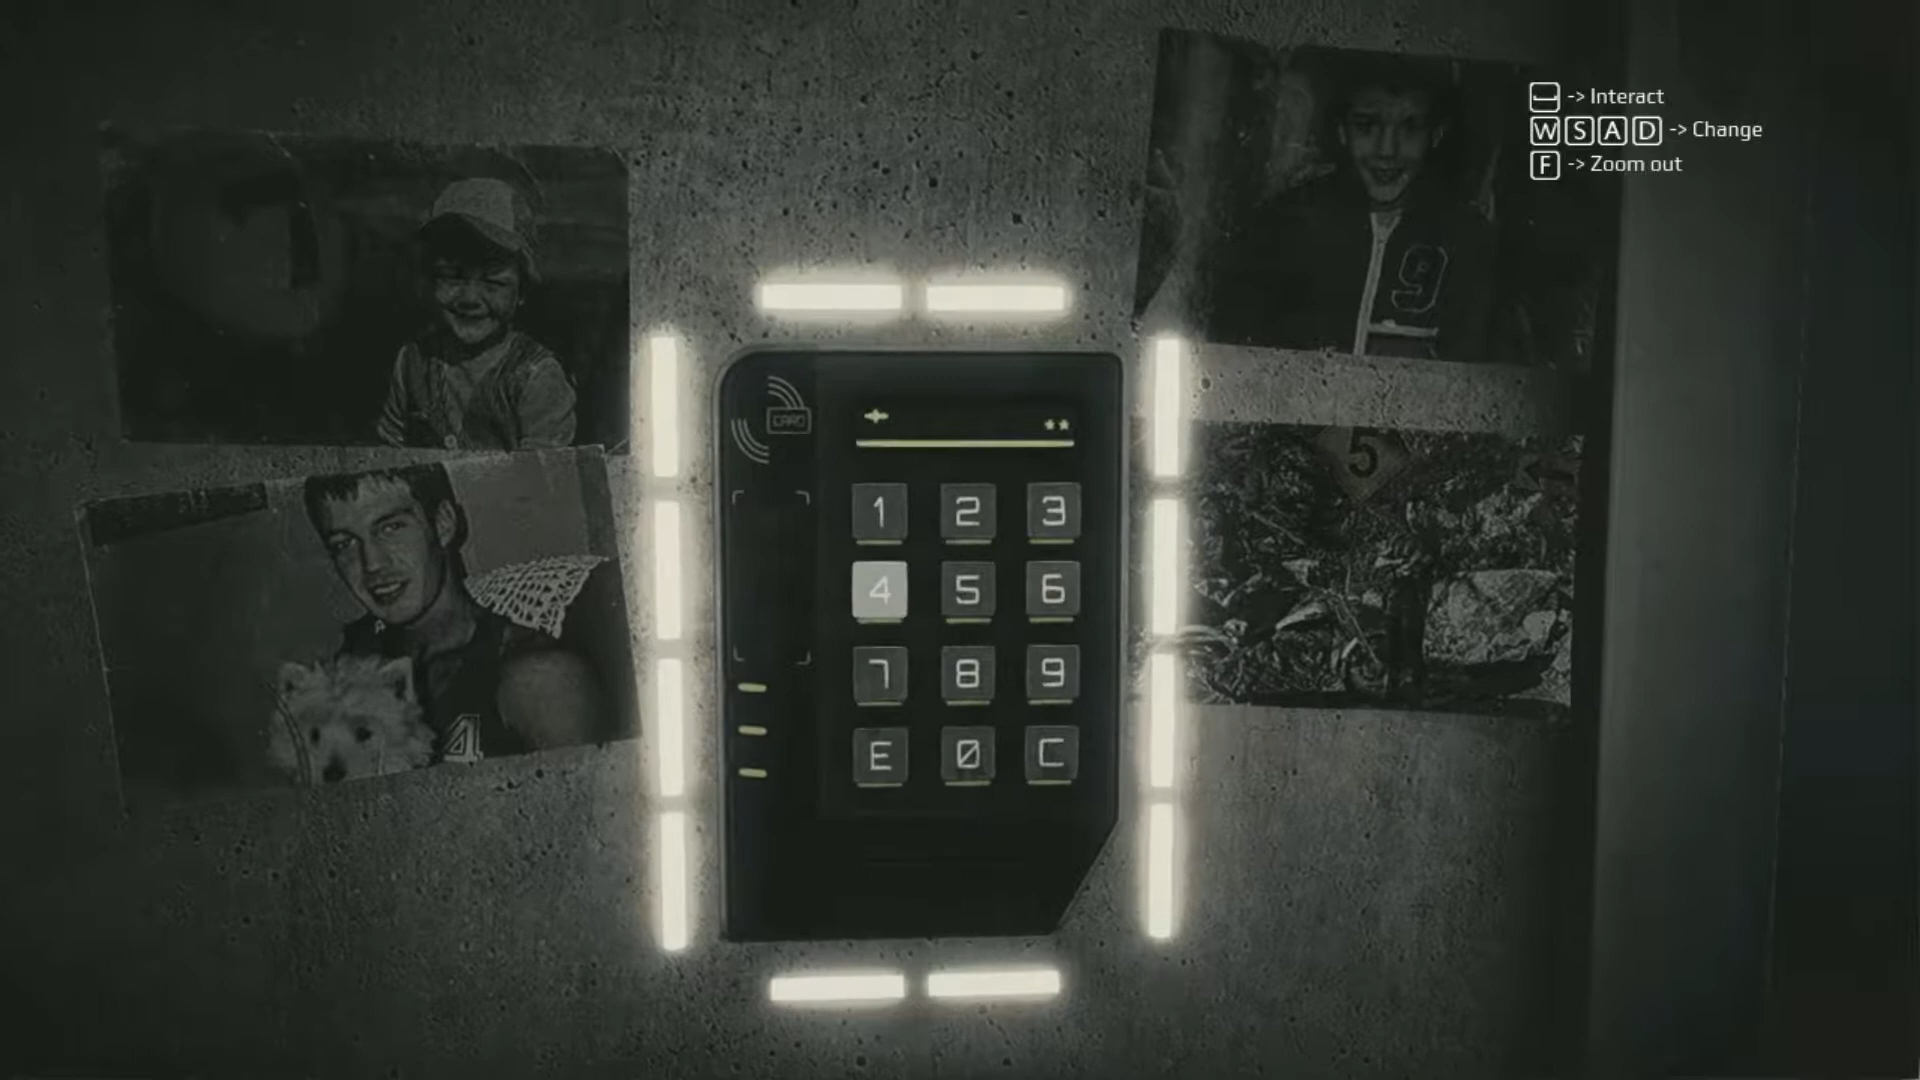 -> Interact
W S A D -> Change
F -> Zoom out
9
CARD
**
5
1 2 3
4 5 6
7 8 9
E 0 C
4